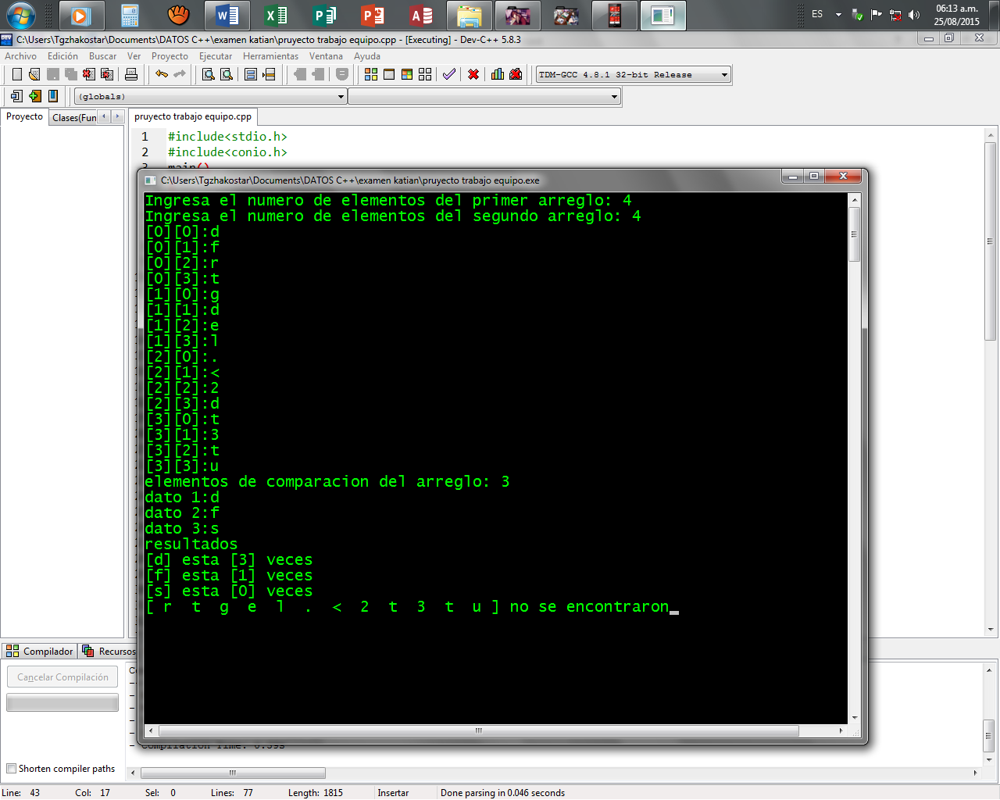 ES
06:13 a.m.
25/08/2015
C:\Users\Tgzhakostar\Documents\DATOS C++\examen katian\pruyecto trabajo equipo.cpp - [Executing] - Dev-C++ 5.8.3
Archivo Edición Buscar Ver Proyecto Ejecutar Herramientas Ventana Ayuda
TDM-GCC 4.8.1 32-bit Release
(globals)
Proyecto Clases(Fun
pruyecto trabajo equipo.cpp
1 #include<stdio.h>
2 #include<conio.h>
3 main()
C:\Users\Tgzhakostar\Documents\DATOS C++\examen katian\pruyecto trabajo equipo.exe
Ingresa el numero de elementos del primer arreglo: 4
Ingresa el numero de elementos del segundo arreglo: 4
[0][0]:d
[0][1]:f
[0][2]:r
[0][3]:t
[1][0]:g
[1][1]:d
[1][2]:e
[1][3]:l
[2][0]:.
[2][1]:<
[2][2]:2
[2][3]:d
[3][0]:t
[3][1]:3
[3][2]:t
[3][3]:u
elementos de comparacion del arreglo: 3
dato 1:d
dato 2:f
dato 3:s
resultados
[d] esta [3] veces
[f] esta [1] veces
[s] esta [0] veces
[ r t g e l . < 2 t 3 t u ] no se encontraron
Compilador Recursos
Cancelar Compilación
- Compilation Time: 0.59s
Shorten compiler paths
Line: 43 Col: 17 Sel: 0 Lines: 77 Length: 1815 Insertar Done parsing in 0.046 seconds